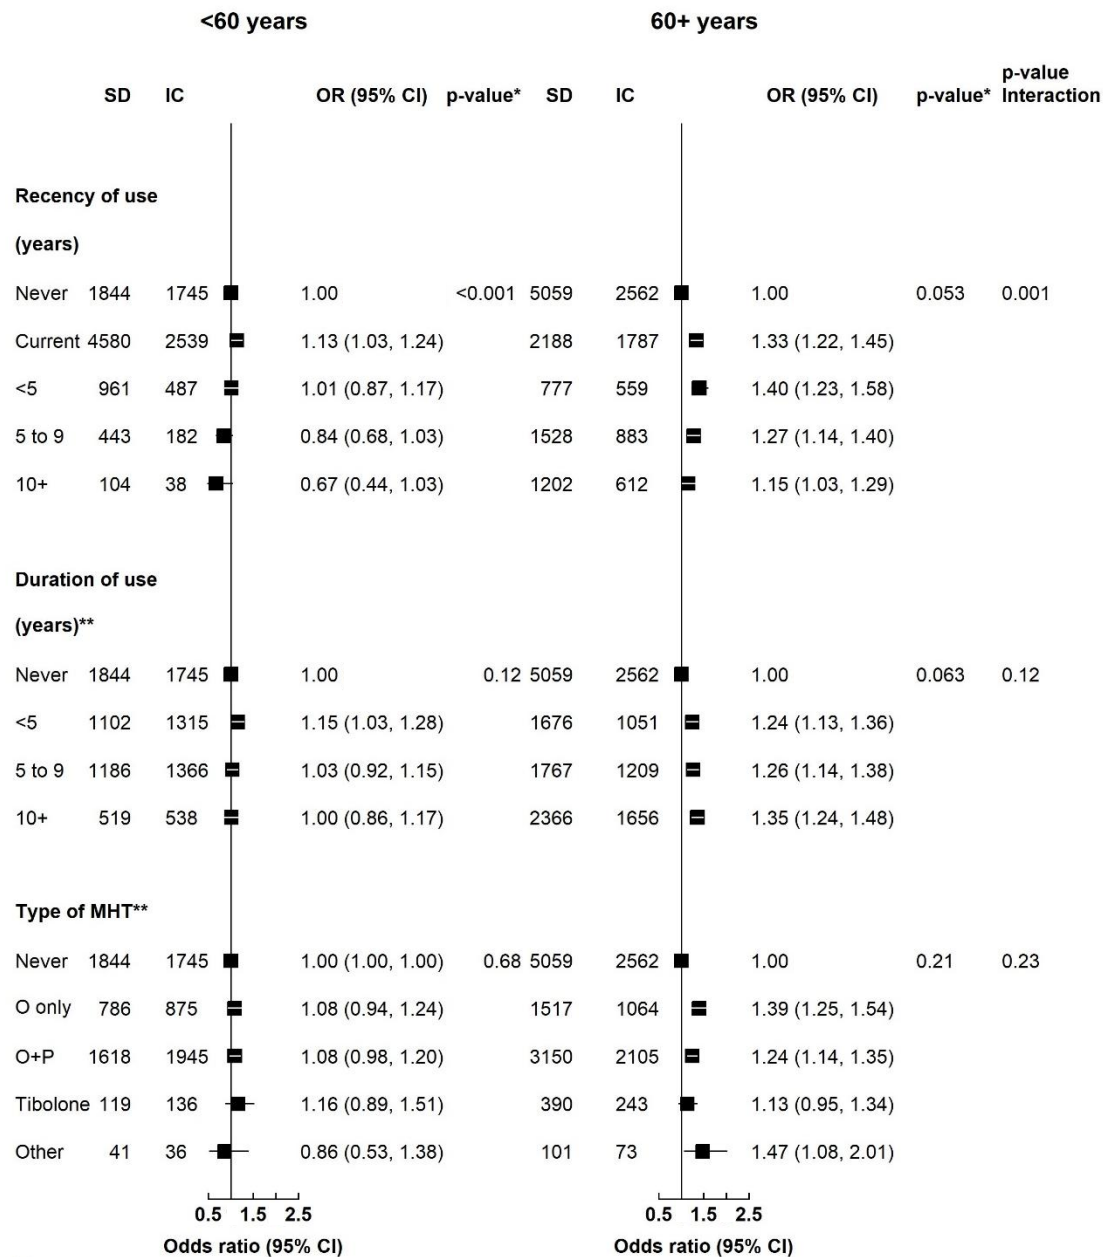 <60 years 60+ years
SD IC OR (95% CI) p-value* SD IC OR (95% CI) p-value* p-value Interaction
Recency of use
(years)
Never 1844 1745 1.00 <0.001 5059 2562 1.00 0.053 0.001
Current 4580 2539 1.13 (1.03, 1.24) 2188 1787 1.33 (1.22, 1.45)
<5 961 487 1.01 (0.87, 1.17) 777 559 1.40 (1.23, 1.58)
5 to 9 443 182 0.84 (0.68, 1.03) 1528 883 1.27 (1.14, 1.40)
10+ 104 38 0.67 (0.44, 1.03) 1202 612 1.15 (1.03, 1.29)
Duration of use
(years)**
Never 1844 1745 1.00 0.12 5059 2562 1.00 0.063 0.12
<5 1102 1315 1.15 (1.03, 1.28) 1676 1051 1.24 (1.13, 1.36)
5 to 9 1186 1366 1.03 (0.92, 1.15) 1767 1209 1.26 (1.14, 1.38)
10+ 519 538 1.00 (0.86, 1.17) 2366 1656 1.35 (1.24, 1.48)
Type of MHT**
Never 1844 1745 1.00 (1.00, 1.00) 0.68 5059 2562 1.00 0.21 0.23
O only 786 875 1.08 (0.94, 1.24) 1517 1064 1.39 (1.25, 1.54)
O+P 1618 1945 1.08 (0.98, 1.20) 3150 2105 1.24 (1.14, 1.35)
Tibolone 119 136 1.16 (0.89, 1.51) 390 243 1.13 (0.95, 1.34)
Other 41 36 0.86 (0.53, 1.38) 101 73 1.47 (1.08, 2.01)
0.5 1.5 2.5 0.5 1.5 2.5
Odds ratio (95% CI) Odds ratio (95% CI)